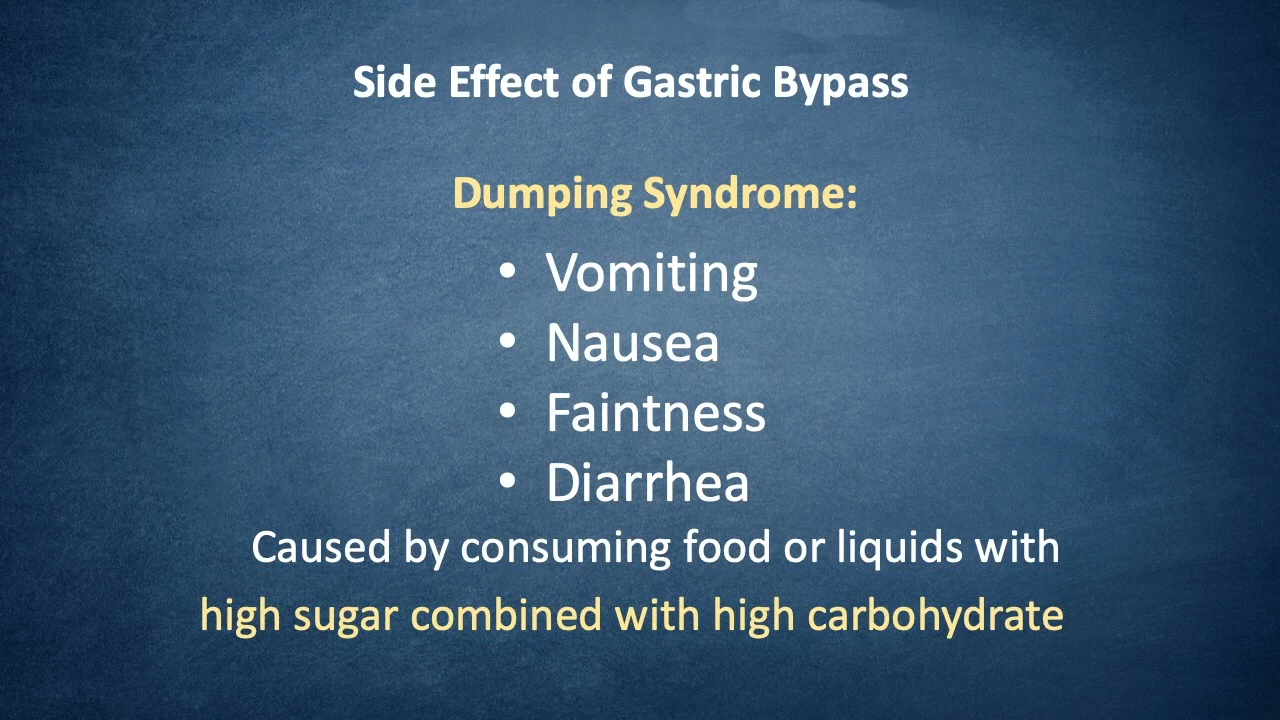 Side Effect of Gastric Bypass
Dumping Syndrome:
• Vomiting
• Nausea
• Faintness
• Diarrhea
Caused by consuming food or liquids with
high sugar combined with high carbohydrate